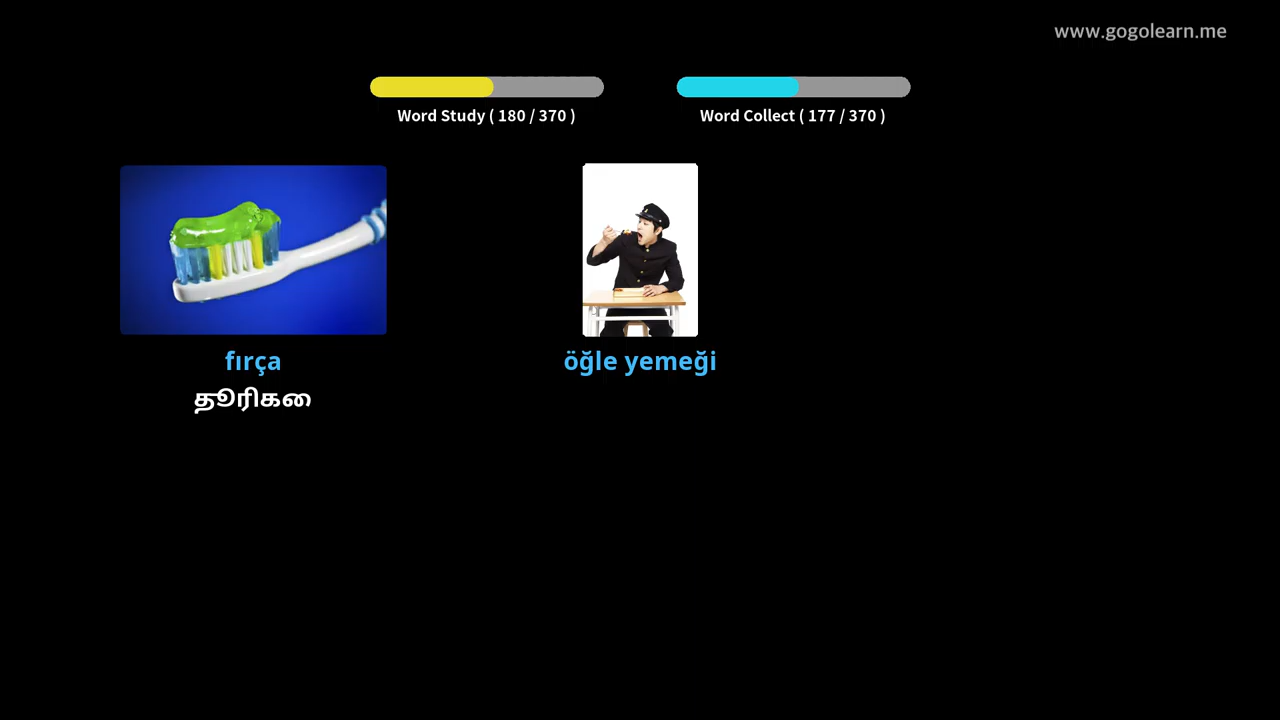 www.gogolearn.me
Word Study ( 180 / 370 )
Word Collect ( 177 / 370 )
fırça
öğle yemeği
தூரிகை